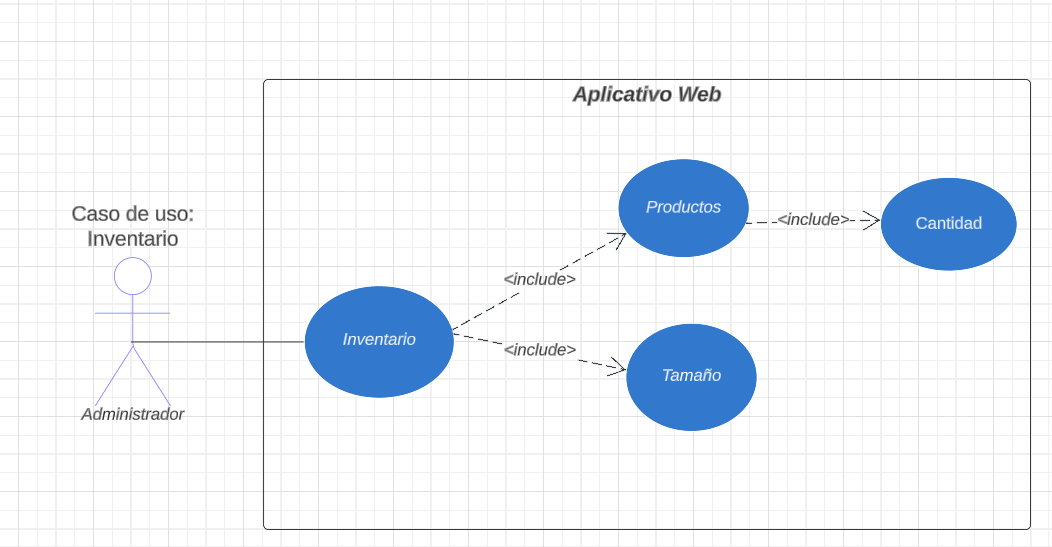 Aplicativo Web
Caso de uso:
Inventario
Productos
<include>
Cantidad
<include>
Inventario
<include>
Tamaño
Administrador